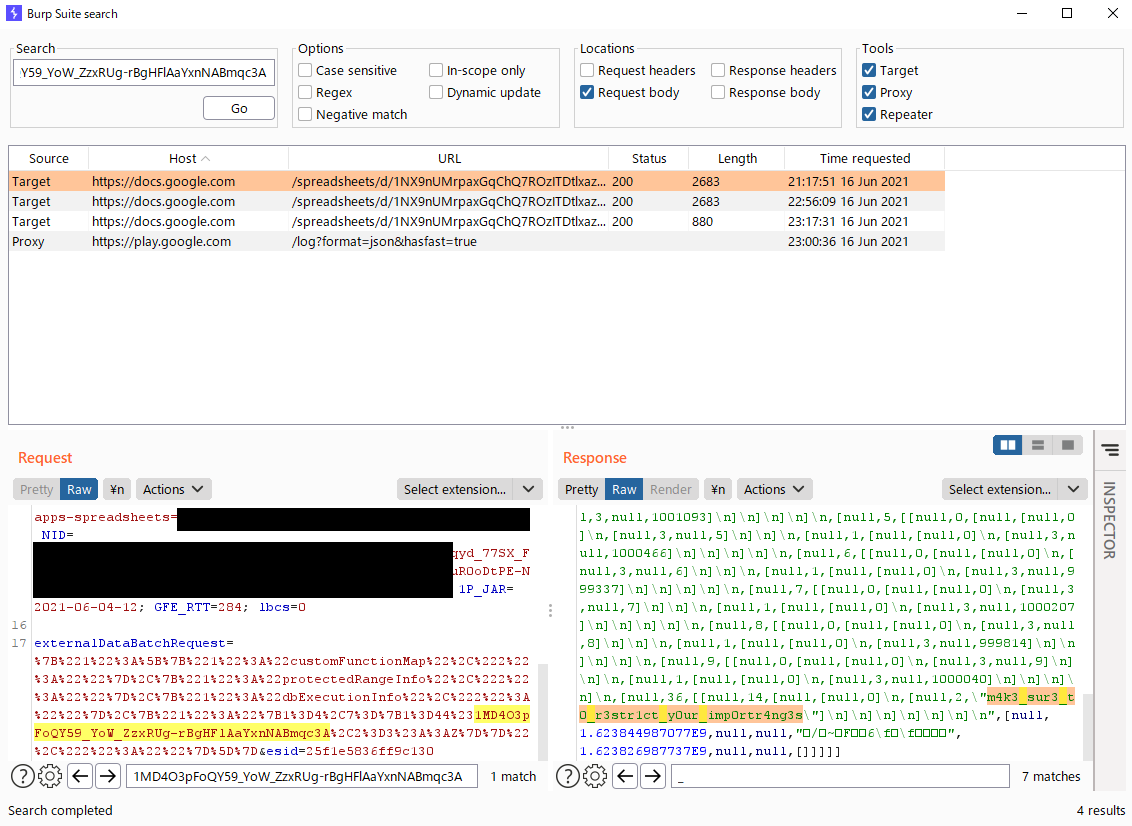 Burp Suite search
Search
Y59_YoW_ZzxRUg-rBgHFlAaYxnNABmqc3A
Go
Options
Case sensitive
In-scope only
Regex
Dynamic update
Negative match
Locations
Request headers
Response headers
Request body
Response body
Tools
Target
Proxy
Repeater
Source Host URL Status Length Time requested
Target https://docs.google.com /spreadsheets/d/1NX9nUMrpaxGqChQ7ROzITDtlxaz... 200 2683 21:17:51 16 Jun 2021
Target https://docs.google.com /spreadsheets/d/1NX9nUMrpaxGqChQ7ROzITDtlxaz... 200 2683 22:56:09 16 Jun 2021
Target https://docs.google.com /spreadsheets/d/1NX9nUMrpaxGqChQ7ROzITDtlxaz... 200 880 23:17:31 16 Jun 2021
Proxy https://play.google.com /log?format=json&hasfast=true 23:00:36 16 Jun 2021
Request
Pretty Raw ¥n Actions
Select extension...
apps-spreadsheets=
NID=
qyd_77SX_F
uROoDtPE-N
1P_JAR=
2021-06-04-12; GFE_RTT=284; lbcs=0
16
17 externalDataBatchRequest=
%7B%221%22%3A%5B%7B%221%22%3A%22customFunctionMap%22%2C%222%22
%3A%22%22%7D%2C%7B%221%22%3A%22protectedRangeInfo%22%2C%222%22
%3A%22%22%7D%2C%7B%221%22%3A%22dbExecutionInfo%22%2C%222%22%3A
%22%22%7D%2C%7B%221%22%3A%22%7B1%3D4%2C7%3D%7B1%3D44%231MD4O3p
FoQY59_YoW_ZzxRUg-rBgHFlAaYxnNABmqc3A%2C2%3D3%23A%3AZ%7D%7D%22
%2C%222%22%3A%22%22%7D%5D%7D&esid=25f1e5836ff9c130
1MD4O3pFoQY59_YoW_ZzxRUg-rBgHFlAaYxnNABmqc3A
1 match
Response
Pretty Raw Render ¥n Actions
Select extension...
1,3,null,1001093]\n]\n]\n]\n]\n,[null,5,[[null,0,[null,[null,0
]\n,[null,3,null,5]\n]\n]\n,[null,1,[null,[null,0]\n,[null,3,n
ull,1000466]\n]\n]\n]\n]\n,[null,6,[[null,0,[null,[null,0]\n,[
null,3,null,6]\n]\n]\n,[null,1,[null,[null,0]\n,[null,3,null,9
99337]\n]\n]\n]\n]\n,[null,7,[[null,0,[null,[null,0]\n,[null,3
,null,7]\n]\n]\n,[null,1,[null,[null,0]\n,[null,3,null,1000207
]\n]\n]\n]\n]\n,[null,8,[[null,0,[null,[null,0]\n,[null,3,null
,8]\n]\n]\n,[null,1,[null,[null,0]\n,[null,3,null,999814]\n]\n
]\n]\n]\n,[null,9,[[null,0,[null,[null,0]\n,[null,3,null,9]\n]
\n]\n,[null,1,[null,[null,0]\n,[null,3,null,1000040]\n]\n]\n]\
n]\n,[null,36,[[null,14,[null,[null,0]\n,[null,2,\"m4k3_sur3_t
0_r3str1ct_y0ur_imp0rtr4ng3s\"]\n]\n]\n]\n]\n]\n]\n",[null,
1.623844987077E9,null,null,
1.623826987737E9,null,null,[]]]]]
_
7 matches
INSPECTOR
Search completed
4 results